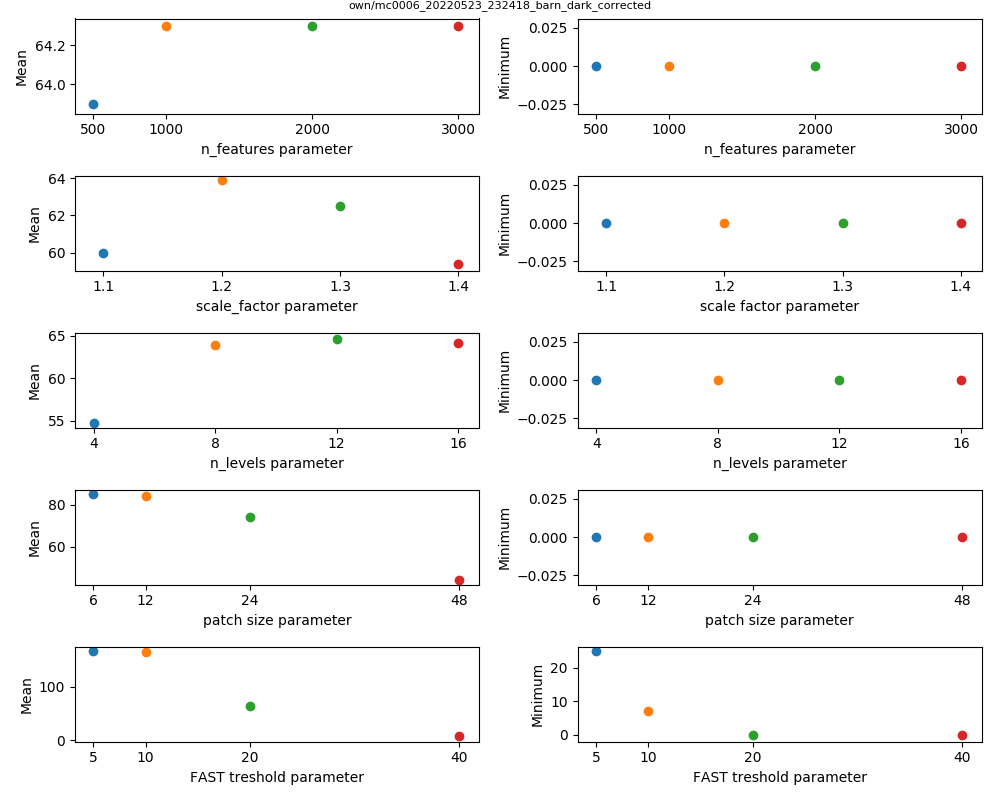 own/mc0006_20220523_232418_barn_dark_corrected
Mean
64.2
64.0
500 1000 2000 3000
n_features parameter
Minimum
0.025
0.000
−0.025
500 1000 2000 3000
n_features parameter
Mean
64
62
60
1.1 1.2 1.3 1.4
scale_factor parameter
Minimum
0.025
0.000
−0.025
1.1 1.2 1.3 1.4
scale factor parameter
Mean
65
60
55
4 8 12 16
n_levels parameter
Minimum
0.025
0.000
−0.025
4 8 12 16
n_levels parameter
Mean
80
60
6 12 24 48
patch size parameter
Minimum
0.025
0.000
−0.025
6 12 24 48
patch size parameter
Mean
100
0
5 10 20 40
FAST treshold parameter
Minimum
20
10
0
5 10 20 40
FAST treshold parameter